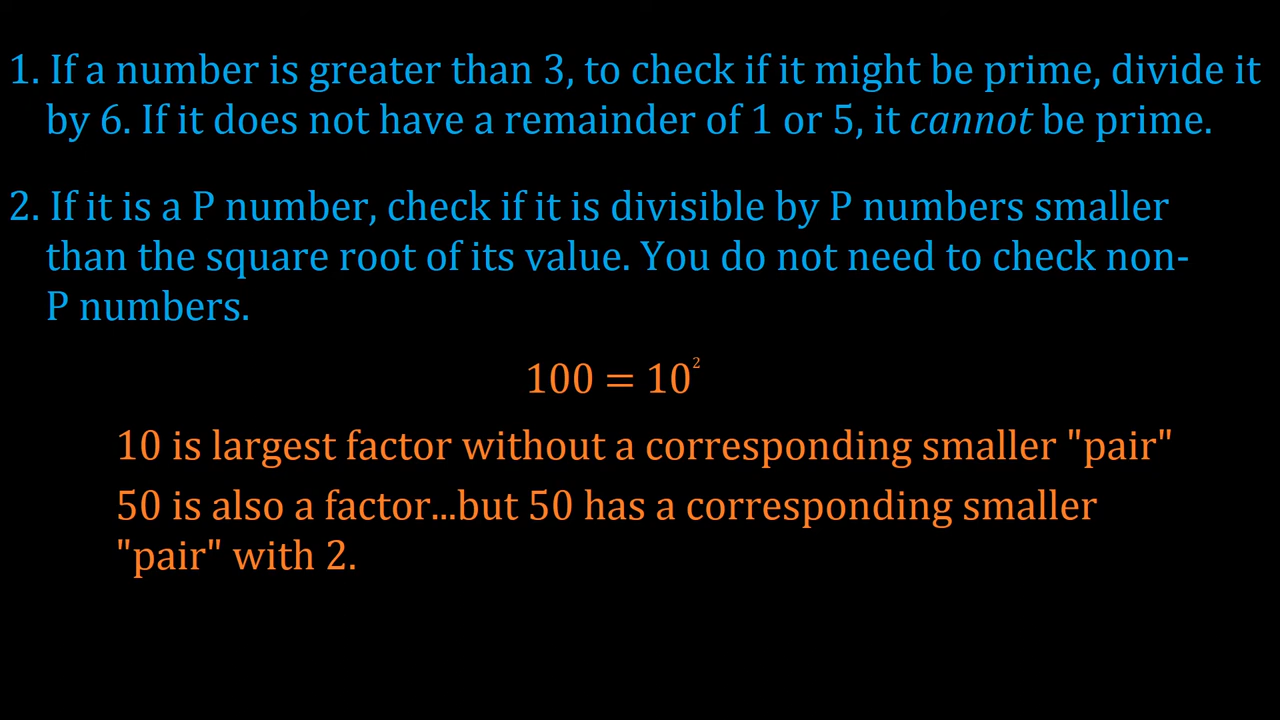 1. If a number is greater than 3, to check if it might be prime, divide it
by 6. If it does not have a remainder of 1 or 5, it cannot be prime.
2. If it is a P number, check if it is divisible by P numbers smaller
than the square root of its value. You do not need to check non-
P numbers.
100 = 10²
10 is largest factor without a corresponding smaller "pair"
50 is also a factor...but 50 has a corresponding smaller
"pair" with 2.